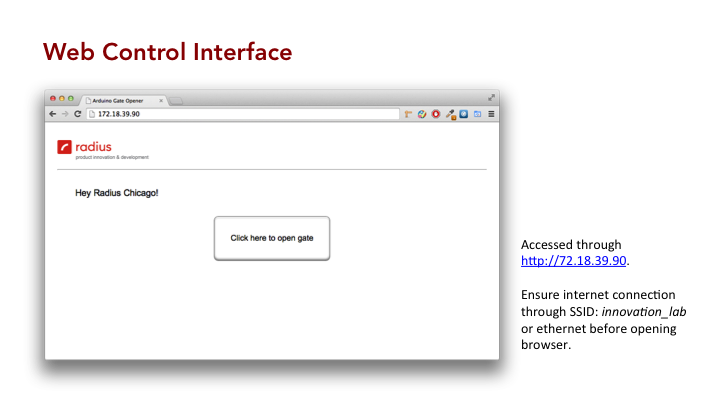 Web Control Interface
Arduino Gate Opener
172.18.39.90
radius
product innovation & development
Hey Radius Chicago!
Click here to open gate
Accessed through
http://72.18.39.90.
Ensure internet connection
through SSID: innovation_lab
or ethernet before opening
browser.